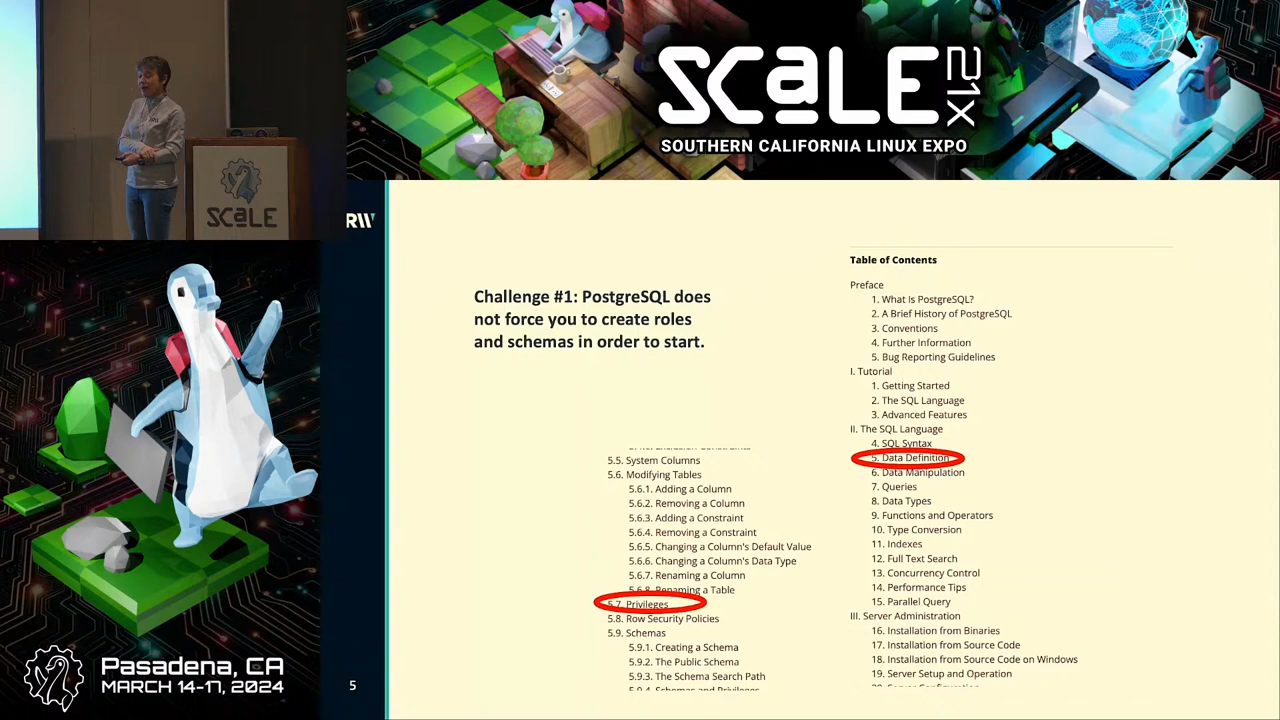 SCaLE 21X
SOUTHERN CALIFORNIA LINUX EXPO
SCaLE
Challenge #1: PostgreSQL does
not force you to create roles
and schemas in order to start.
5.5. System Columns
5.6. Modifying Tables
5.6.1. Adding a Column
5.6.2. Removing a Column
5.6.3. Adding a Constraint
5.6.4. Removing a Constraint
5.6.5. Changing a Column's Default Value
5.6.6. Changing a Column's Data Type
5.6.7. Renaming a Column
5.6.8. Renaming a Table
5.7. Privileges
5.8. Row Security Policies
5.9. Schemas
5.9.1. Creating a Schema
5.9.2. The Public Schema
5.9.3. The Schema Search Path
5.9.4. Schemas and Privileges
Table of Contents
Preface
1. What Is PostgreSQL?
2. A Brief History of PostgreSQL
3. Conventions
4. Further Information
5. Bug Reporting Guidelines
I. Tutorial
1. Getting Started
2. The SQL Language
3. Advanced Features
II. The SQL Language
4. SQL Syntax
5. Data Definition
6. Data Manipulation
7. Queries
8. Data Types
9. Functions and Operators
10. Type Conversion
11. Indexes
12. Full Text Search
13. Concurrency Control
14. Performance Tips
15. Parallel Query
III. Server Administration
16. Installation from Binaries
17. Installation from Source Code
18. Installation from Source Code on Windows
19. Server Setup and Operation
20. Server Configuration
Pasadena, CA
MARCH 14-17, 2024
5